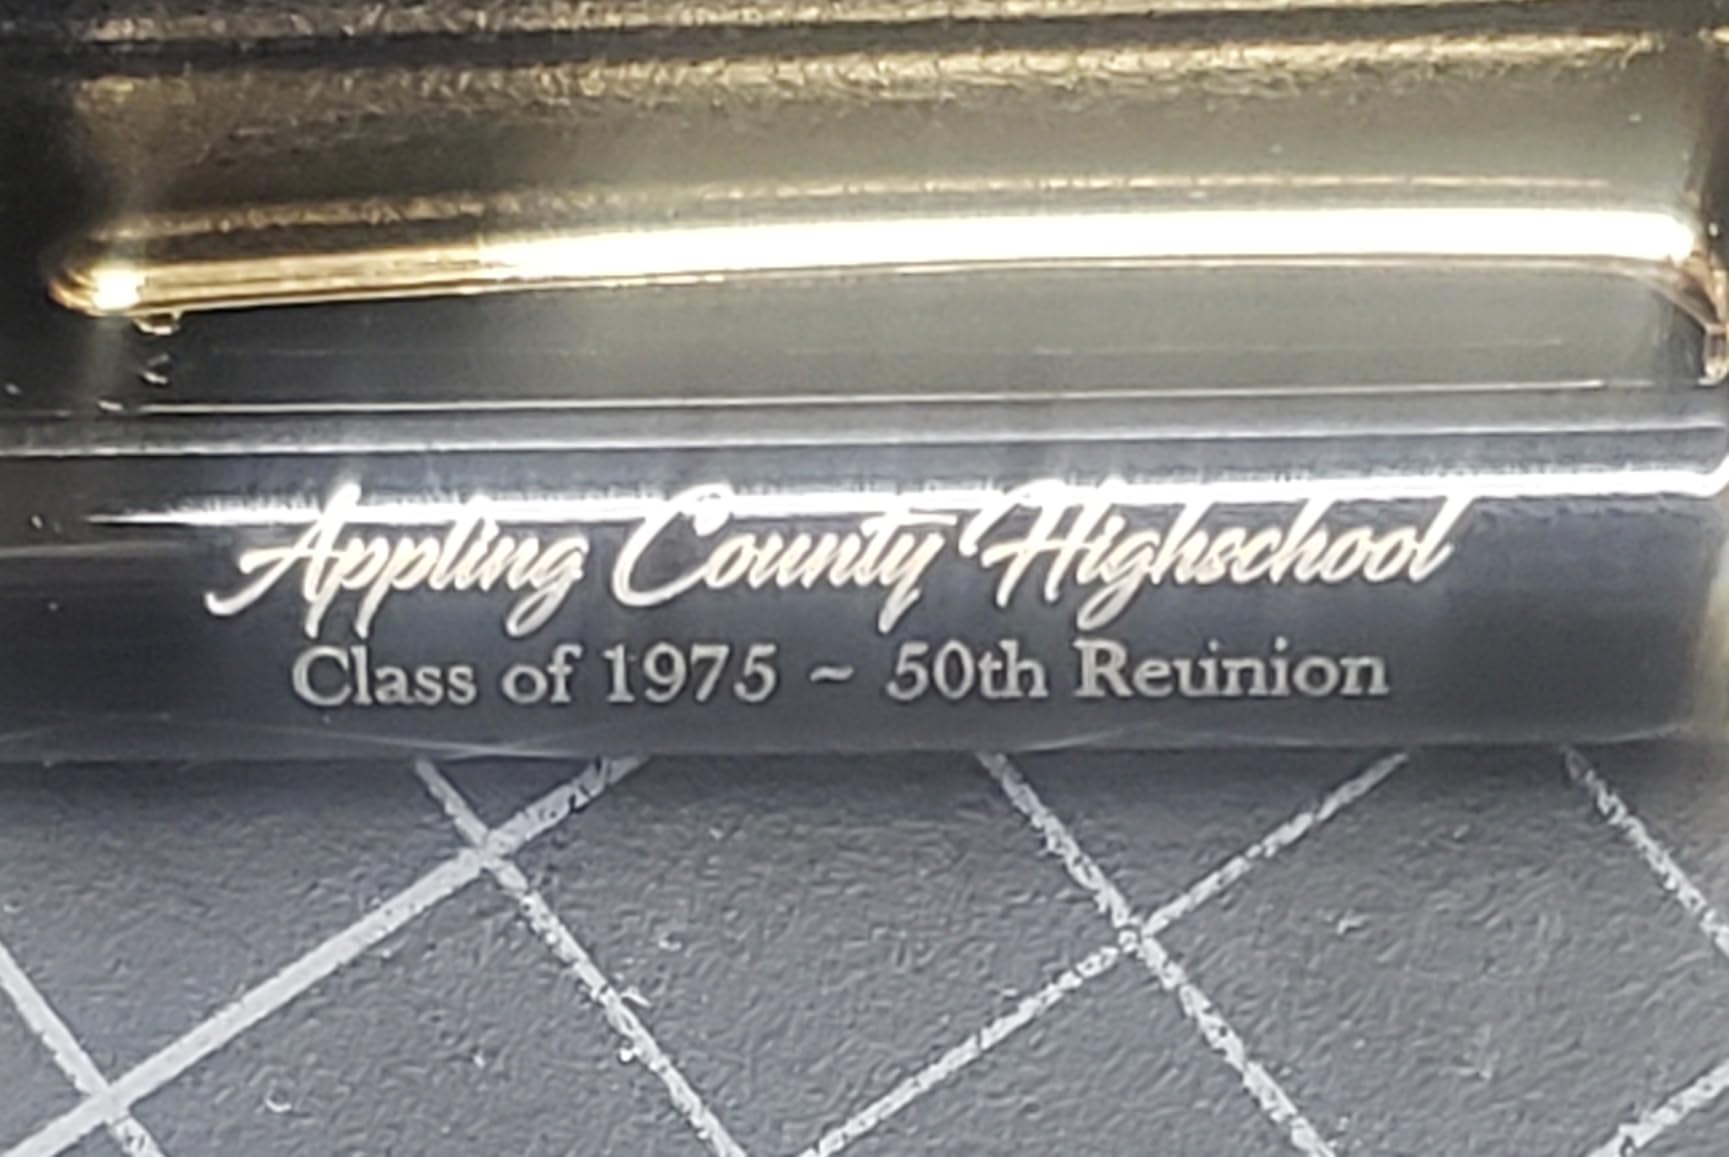 Appling County Highschool
Class of 1975 ~ 50th Reunion